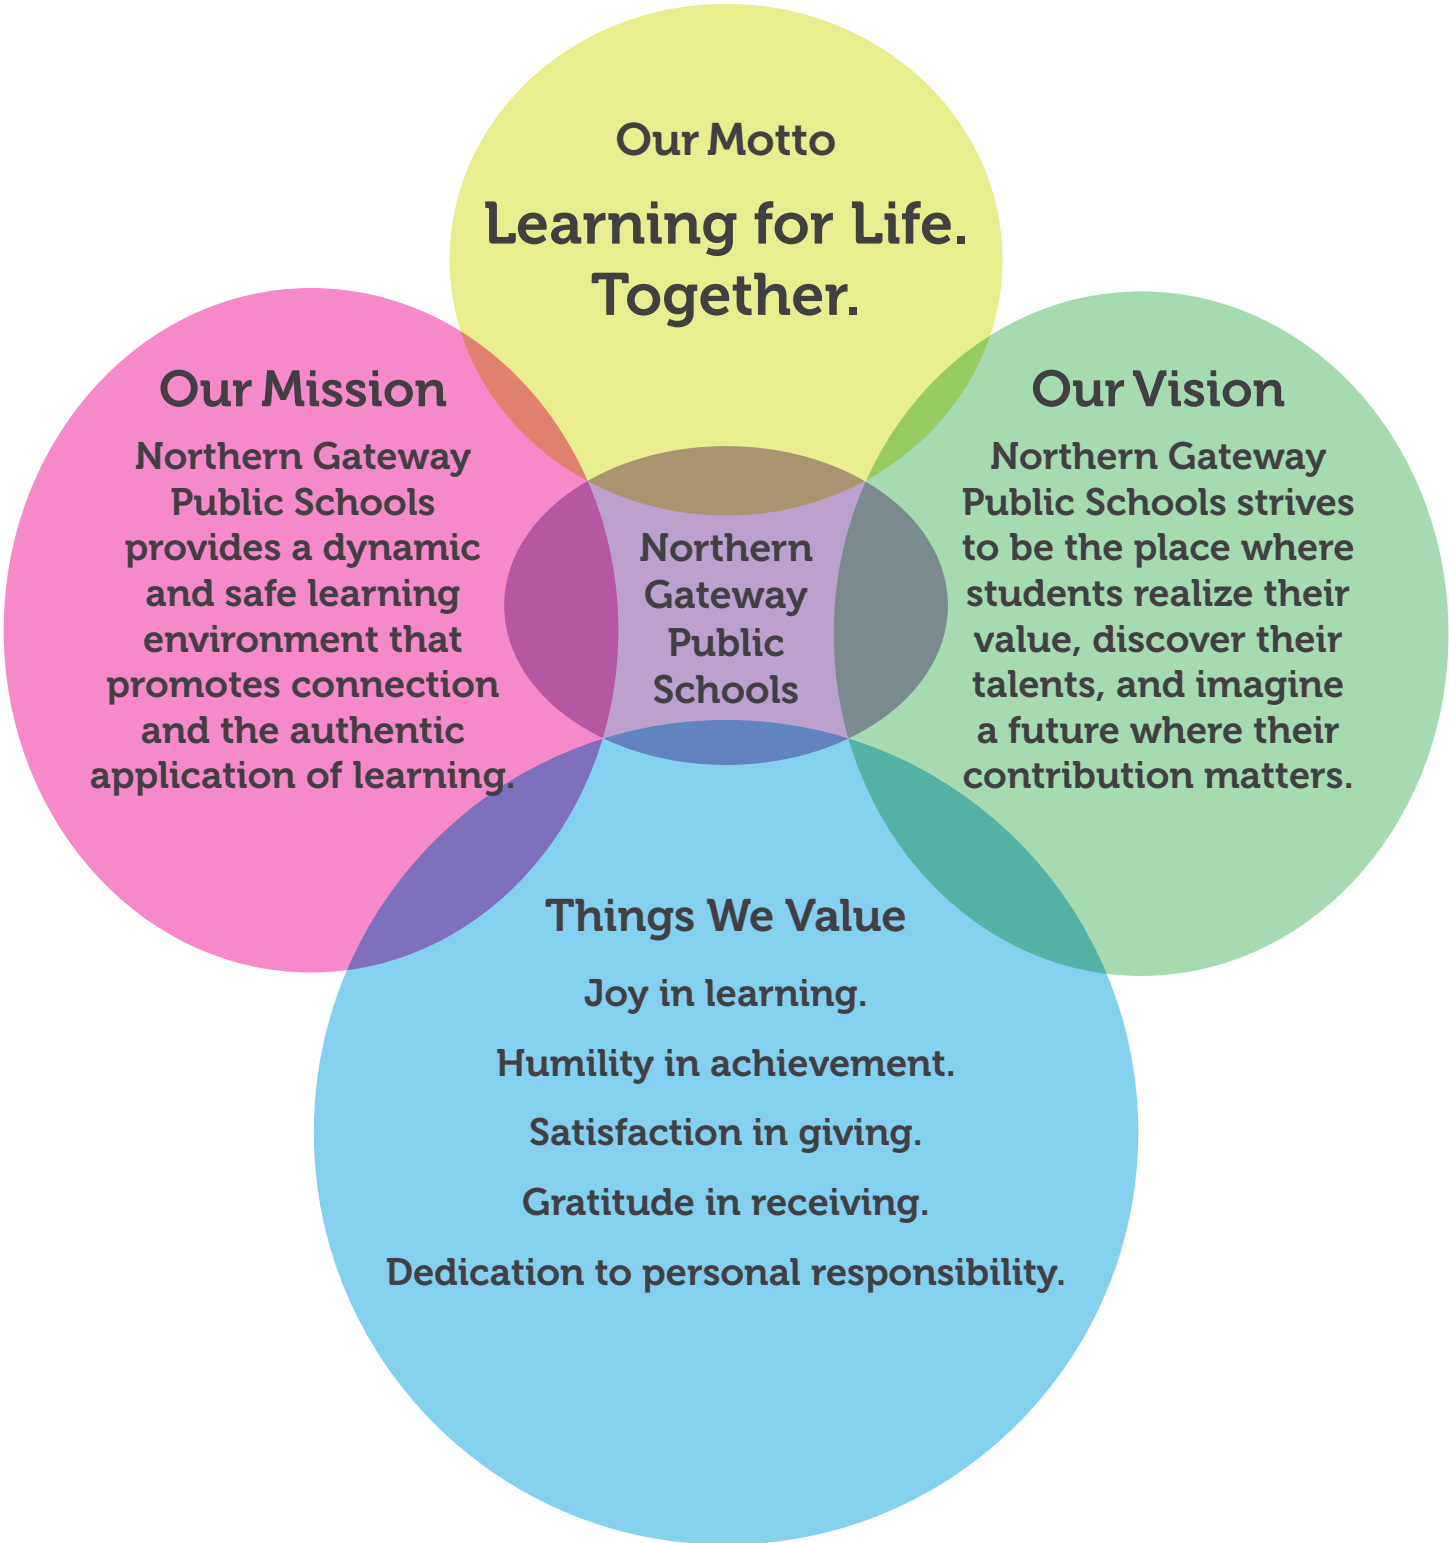 Our Motto
Learning for Life.
Together.
Our Mission
Northern Gateway
Public Schools
provides a dynamic
and safe learning
environment that
promotes connection
and the authentic
application of learning.
Northern
Gateway
Public
Schools
Our Vision
Northern Gateway
Public Schools strives
to be the place where
students realize their
value, discover their
talents, and imagine
a future where their
contribution matters.
Things We Value
Joy in learning.
Humility in achievement.
Satisfaction in giving.
Gratitude in receiving.
Dedication to personal responsibility.